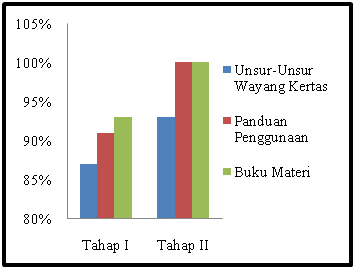 105%
100%
95%
90%
85%
80%
Tahap I
Tahap II
Unsur-Unsur
Wayang Kertas
Panduan
Penggunaan
Buku Materi